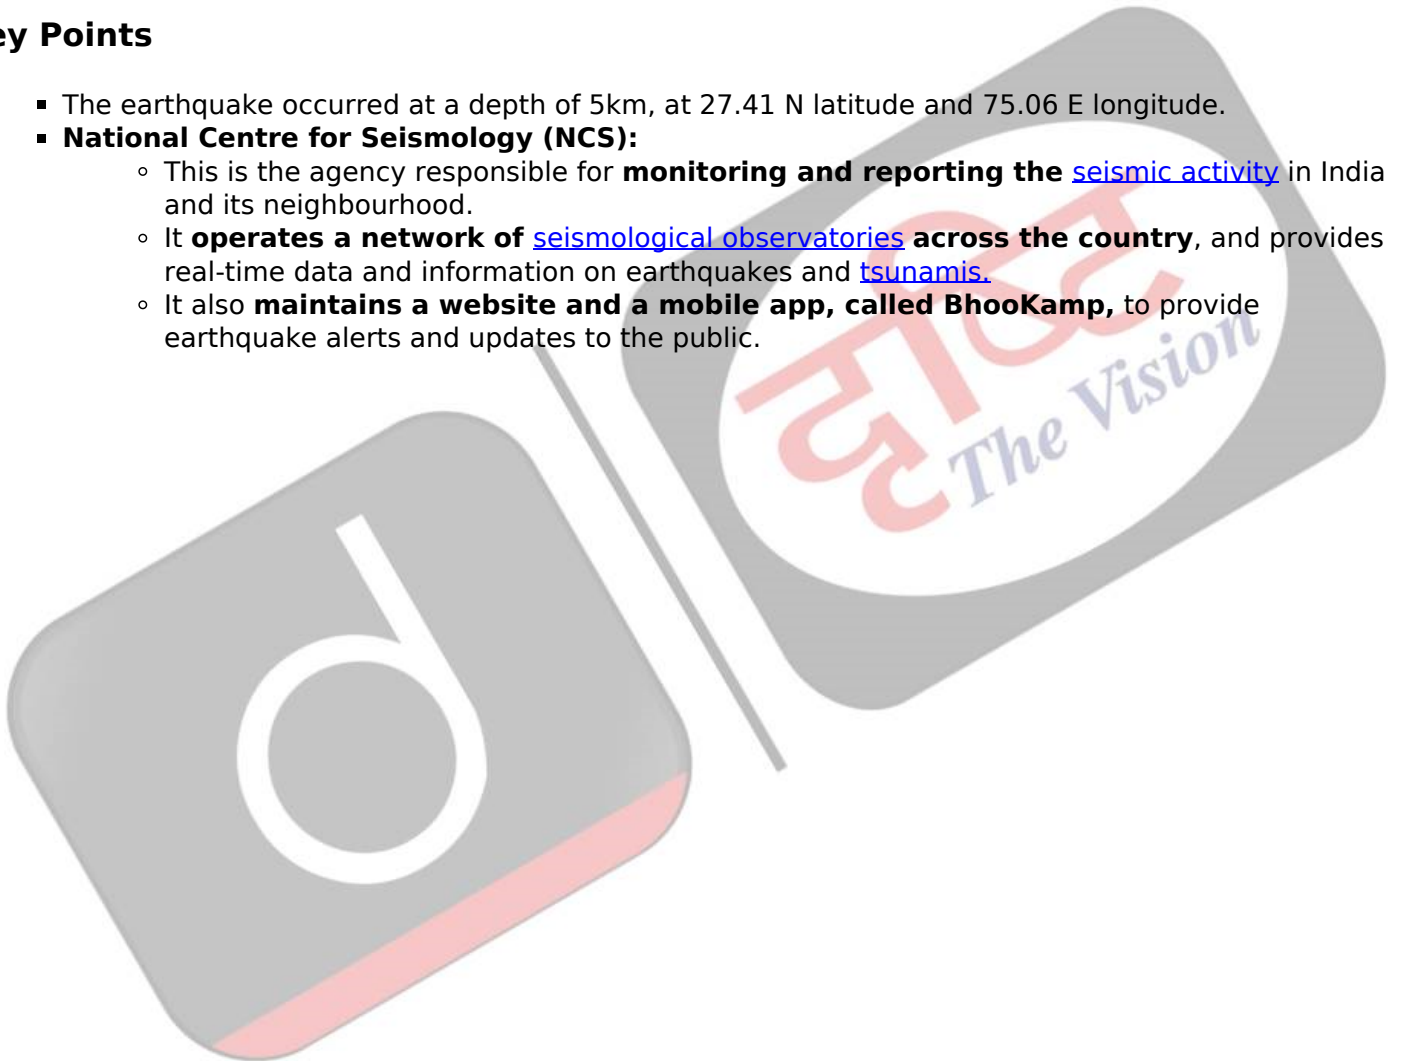 ey Points
▪ The earthquake occurred at a depth of 5km, at 27.41 N latitude and 75.06 E longitude.
▪ National Centre for Seismology (NCS):
◦ This is the agency responsible for monitoring and reporting the seismic activity in India
and its neighbourhood.
◦ It operates a network of seismological observatories across the country, and provides
real-time data and information on earthquakes and tsunamis.
◦ It also maintains a website and a mobile app, called BhooKamp, to provide
earthquake alerts and updates to the public.
दृष्टि
The Vision
d